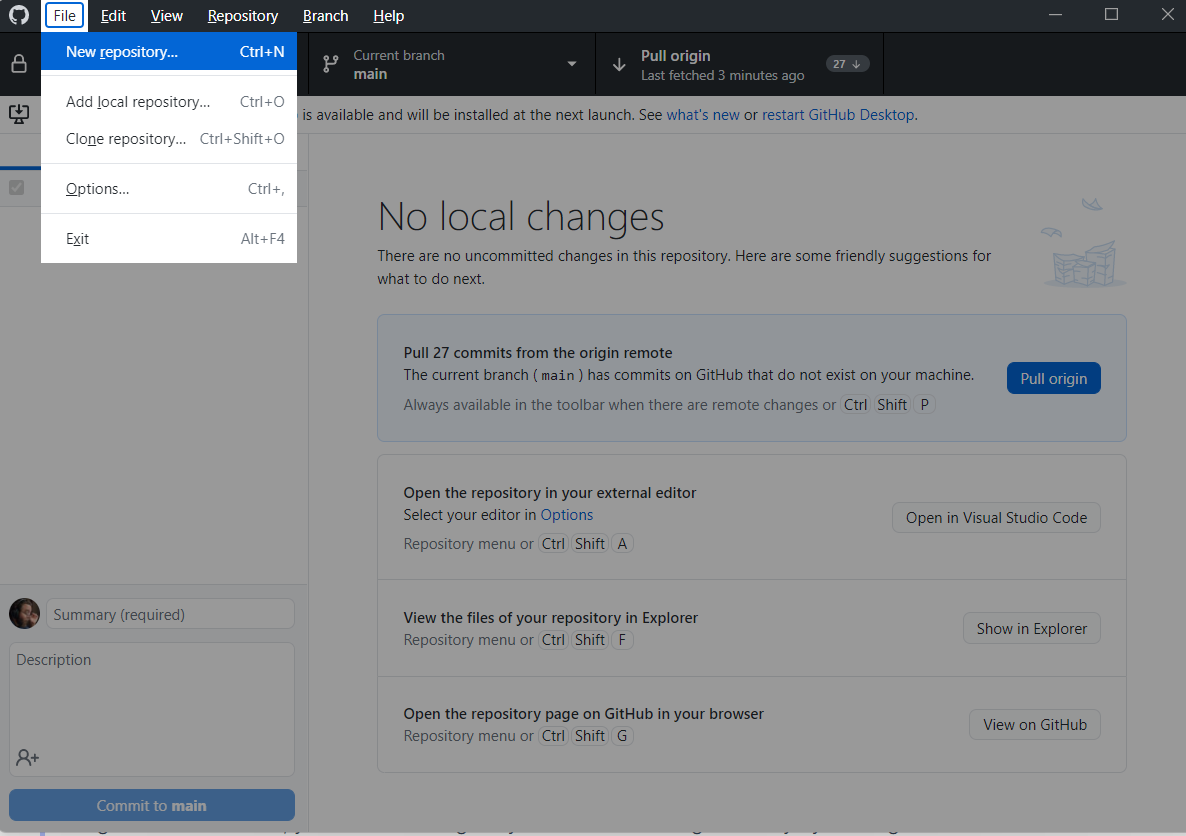 File Edit View Repository Branch Help
New repository... Ctrl+N
Add local repository... Ctrl+O
Clone repository... Ctrl+Shift+O
Options... Ctrl+,
Exit Alt+F4
Current branch
main
Pull origin
Last fetched 3 minutes ago
27
is available and will be installed at the next launch. See what's new or restart GitHub Desktop.
No local changes
There are no uncommitted changes in this repository. Here are some friendly suggestions for
what to do next.
Pull 27 commits from the origin remote
The current branch ( main ) has commits on GitHub that do not exist on your machine.
Always available in the toolbar when there are remote changes or Ctrl Shift P
Pull origin
Open the repository in your external editor
Select your editor in Options
Repository menu or Ctrl Shift A
Open in Visual Studio Code
View the files of your repository in Explorer
Repository menu or Ctrl Shift F
Show in Explorer
Open the repository page on GitHub in your browser
Repository menu or Ctrl Shift G
View on GitHub
Summary (required)
Description
Commit to main